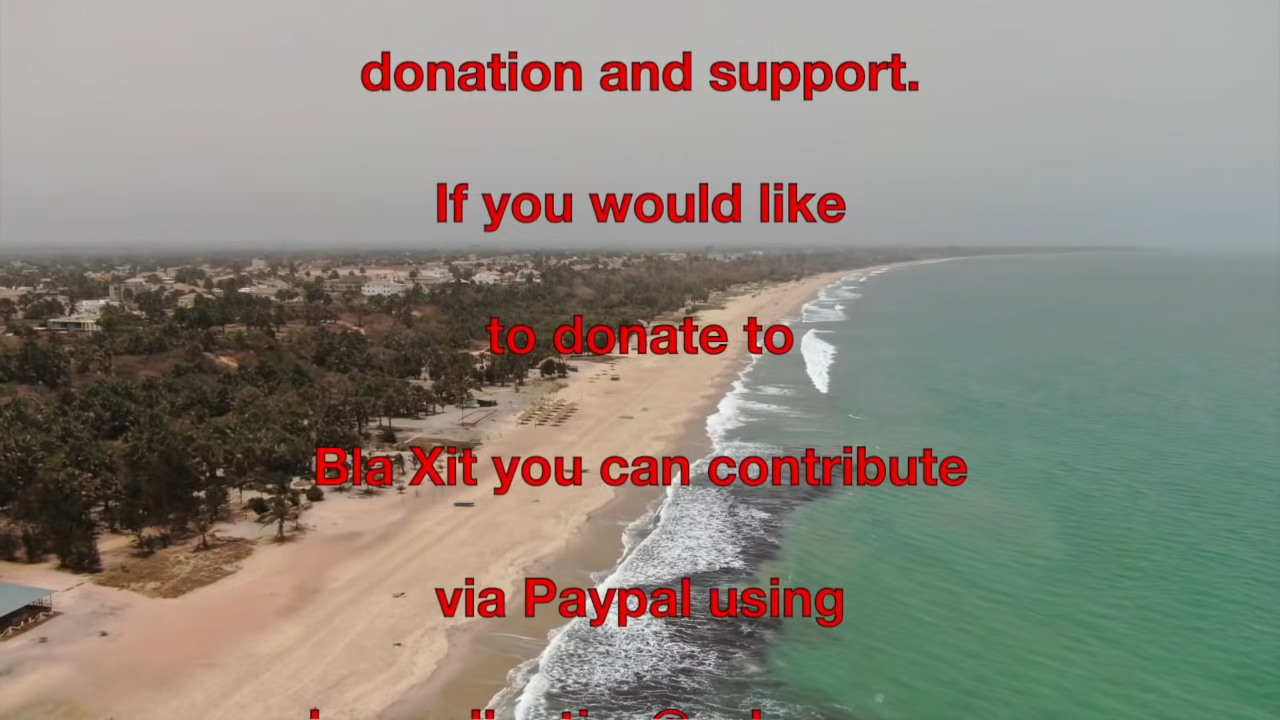 donation and support.
If you would like
to donate to
Bla Xit you can contribute
via Paypal using